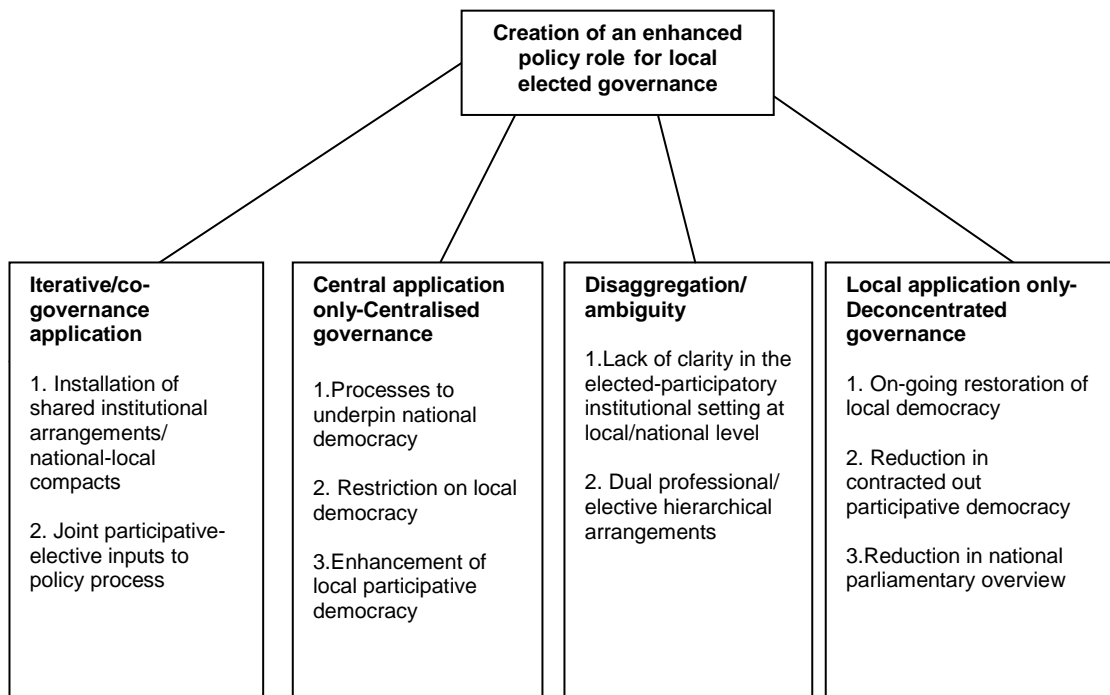 Creation of an enhanced
policy role for local
elected governance
Iterative/co-
governance
application
1. Installation of
shared institutional
arrangements/
national-local
compacts
2. Joint participative-
elective inputs to
policy process
Central application
only-Centralised
governance
1.Processes to
underpin national
democracy
2. Restriction on local
democracy
3.Enhancement of
local participative
democracy
Disaggregation/
ambiguity
1.Lack of clarity in the
elected-participatory
institutional setting at
local/national level
2. Dual professional/
elective hierarchical
arrangements
Local application only-
Deconcentrated
governance
1. On-going restoration of
local democracy
2. Reduction in
contracted out
participative democracy
3.Reduction in national
parliamentary overview